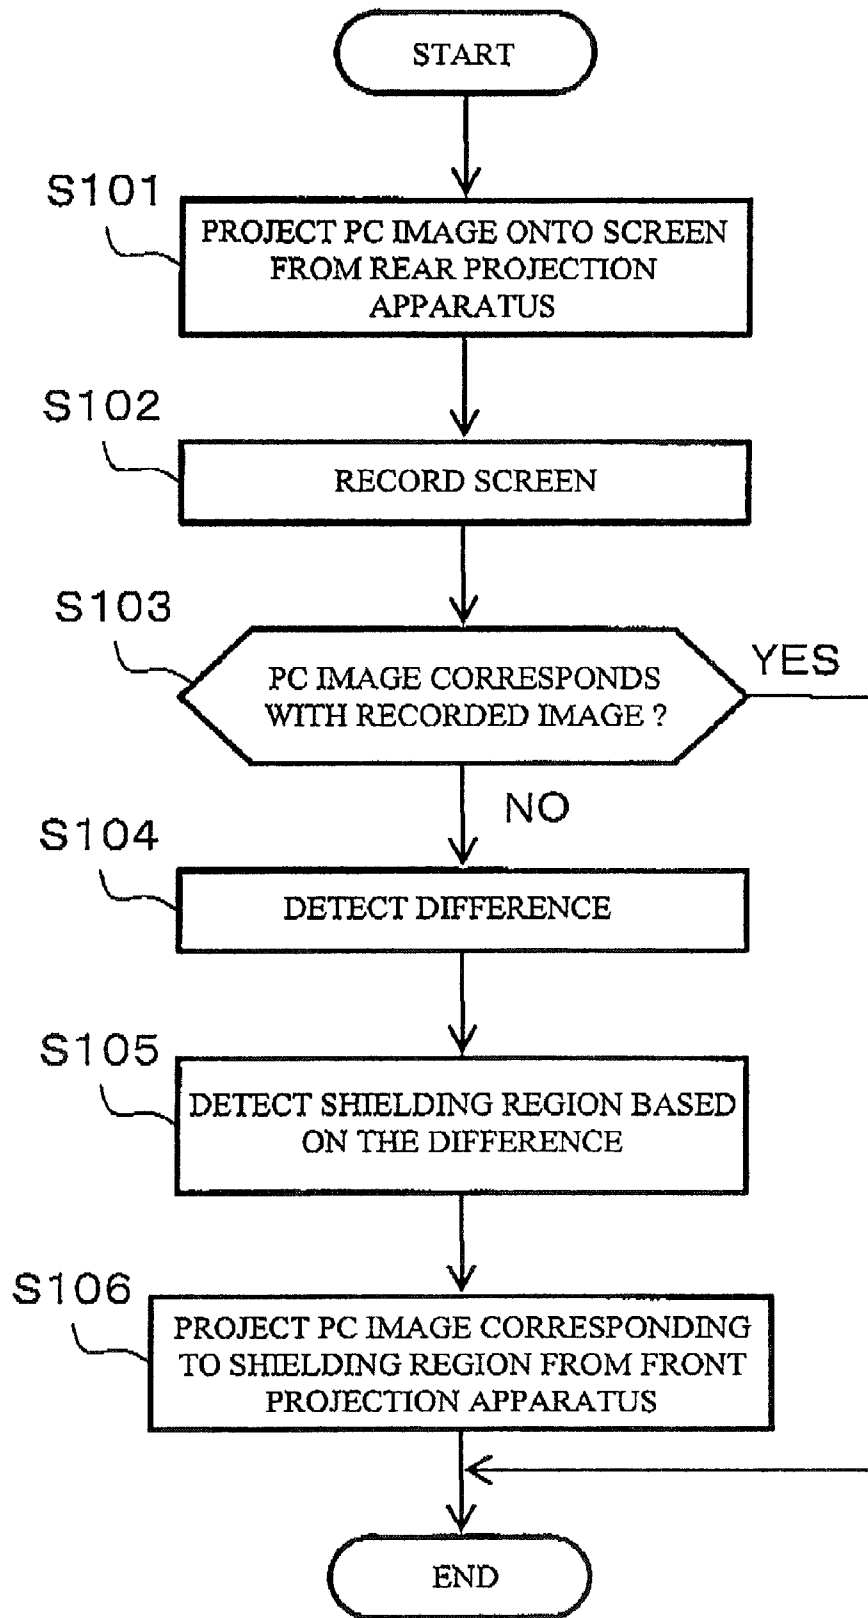 START
S101
PROJECT PC IMAGE ONTO SCREEN
FROM REAR PROJECTION
APPARATUS
S102
RECORD SCREEN
S103
PC IMAGE CORRESPONDS
WITH RECORDED IMAGE ?
YES
NO
S104
DETECT DIFFERENCE
S105
DETECT SHIELDING REGION BASED
ON THE DIFFERENCE
S106
PROJECT PC IMAGE CORRESPONDING
TO SHIELDING REGION FROM FRONT
PROJECTION APPARATUS
END